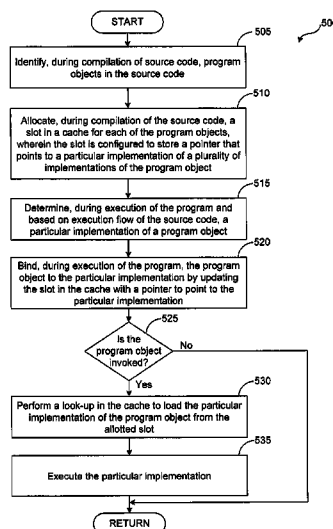 START
50
505
Identify, during compilation of source code, program
objects in the source code
510
Allocate, during compilation of the source code, a
slot in a cache for each of the program objects,
wherein the slot is configured to store a pointer that
points to a particular implementation of a plurality of
implementations of the program object
515
Determine, during execution of the program and
based on execution flow of the source code, a
particular implementation of a program object
520
Bind, during execution of the program, the program
object to the particular implementation by updating
the slot in the cache with a pointer to point to the
particular implementation
525
Is the
program object
invoked?
No
Yes
530
Perform a look-up in the cache to load the particular
implementation of the program object from the
allotted slot
535
Execute the particular implementation
RETURN